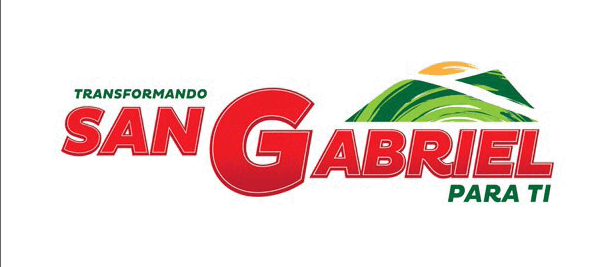 TRANSFORMANDO
SAN GABRIEL
PARA TI